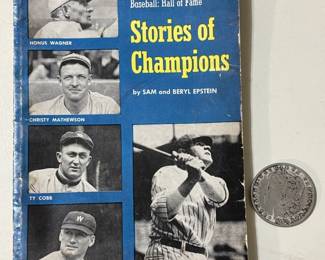 Baseball: Hall of Fame
Stories of
Champions
by SAM and BERYL EPSTEIN
HONUS WAGNER
CHRISTY MATHEWSON
TY COBB
W